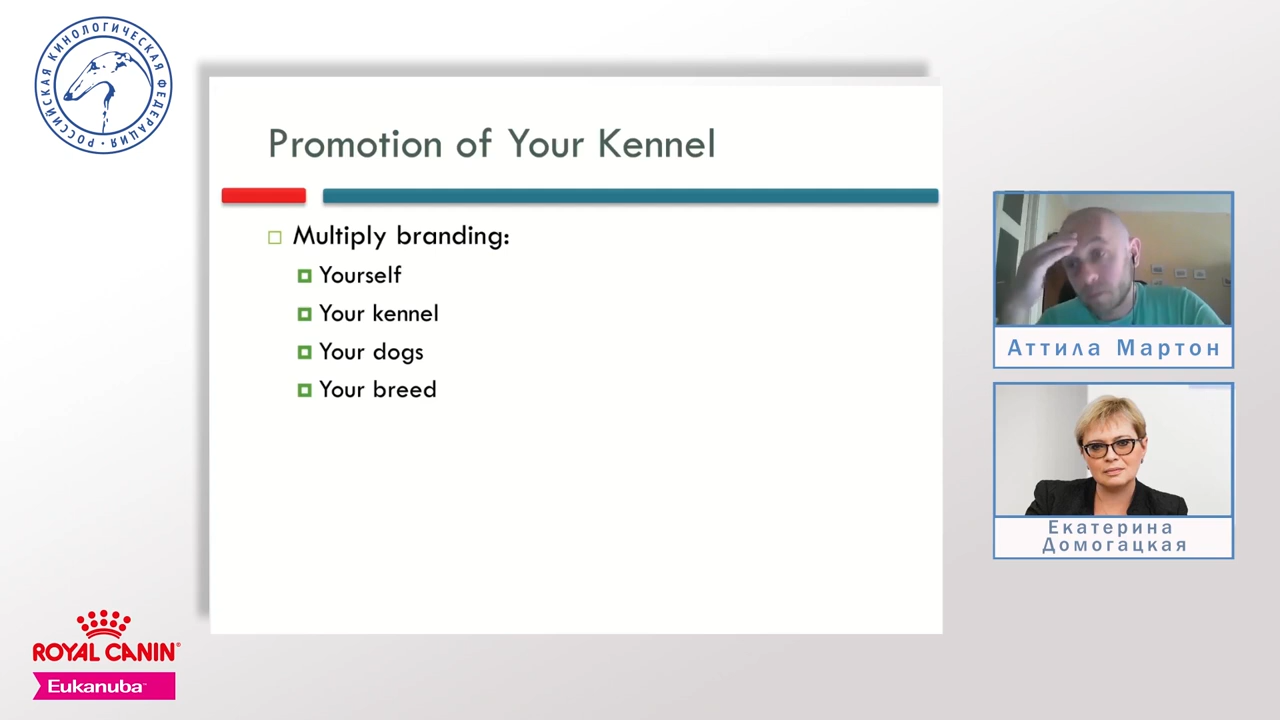 РОССИЙСКАЯ КИНОЛОГИЧЕСКАЯ ФЕДЕРАЦИЯ
Promotion of Your Kennel
Multiply branding:
Yourself
Your kennel
Your dogs
Your breed
Аттила Мартон
Екатерина
Домогацкая
ROYAL CANIN®
Eukanuba™